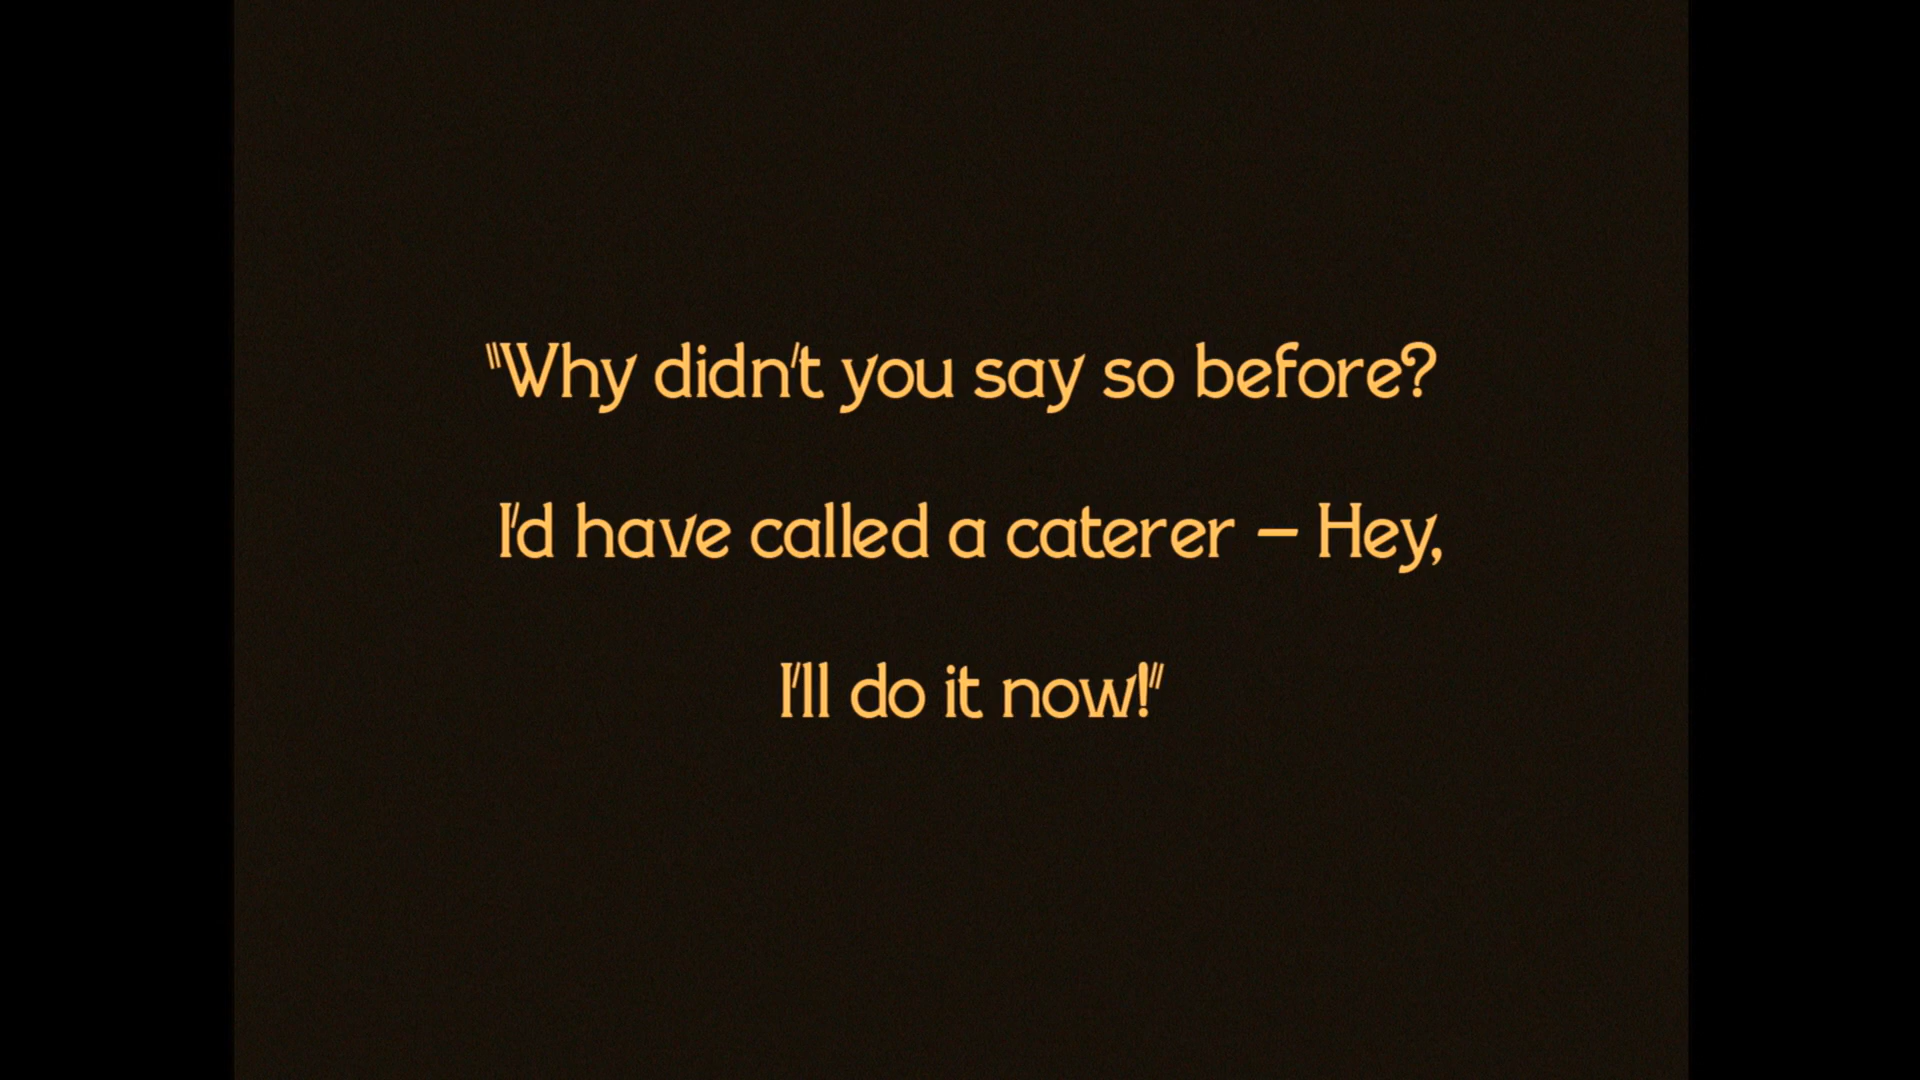 "Why didn't you say so before?
I'd have called a caterer – Hey,
I'll do it now!"